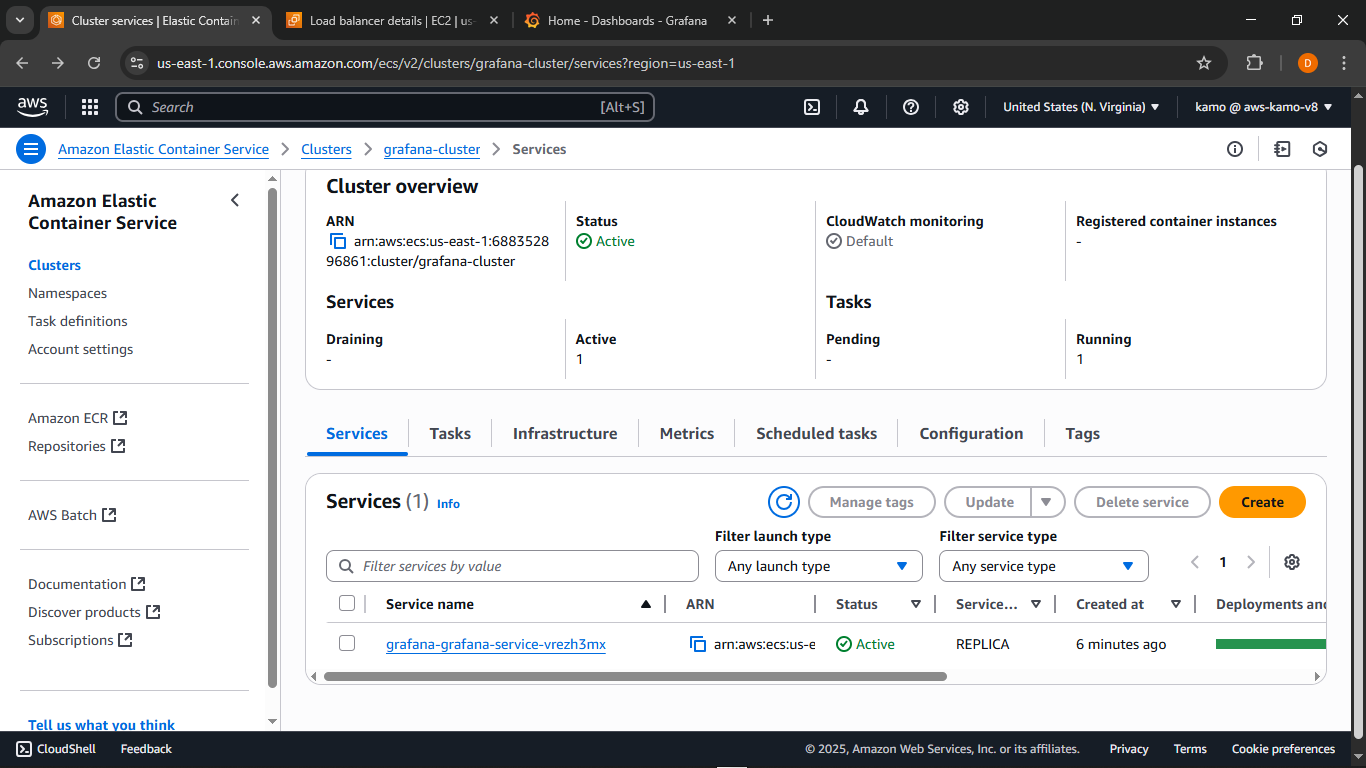 Cluster services | Elastic Contain
Load balancer details | EC2 | us-
Home - Dashboards - Grafana
us-east-1.console.aws.amazon.com/ecs/v2/clusters/grafana-cluster/services?region=us-east-1
D
aws
Search
[Alt+S]
United States (N. Virginia)
kamo @ aws-kamo-v8
Amazon Elastic Container Service
Clusters
grafana-cluster
Services
Amazon Elastic
Container Service
Clusters
Namespaces
Task definitions
Account settings
Amazon ECR
Repositories
AWS Batch
Documentation
Discover products
Subscriptions
Tell us what you think
Cluster overview
ARN
arn:aws:ecs:us-east-1:6883528
96861:cluster/grafana-cluster
Status
Active
CloudWatch monitoring
Default
Registered container instances
-
Services
Tasks
Draining
-
Active
1
Pending
-
Running
1
Services
Tasks
Infrastructure
Metrics
Scheduled tasks
Configuration
Tags
Services (1) Info
Manage tags
Update
Delete service
Create
Filter launch type
Filter service type
Filter services by value
Any launch type
Any service type
1
Service name
ARN
Status
Service...
Created at
Deployments and
grafana-grafana-service-vrezh3mx
arn:aws:ecs:us-e
Active
REPLICA
6 minutes ago
CloudShell
Feedback
© 2025, Amazon Web Services, Inc. or its affiliates.
Privacy
Terms
Cookie preferences